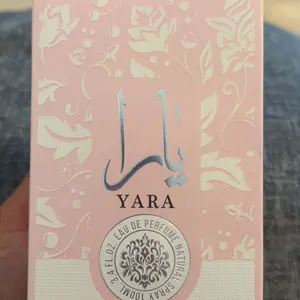 يارا
YARA
EAU DE PERFUME NATURAL SPRAY 100ML. 3.4 FL.OZ.